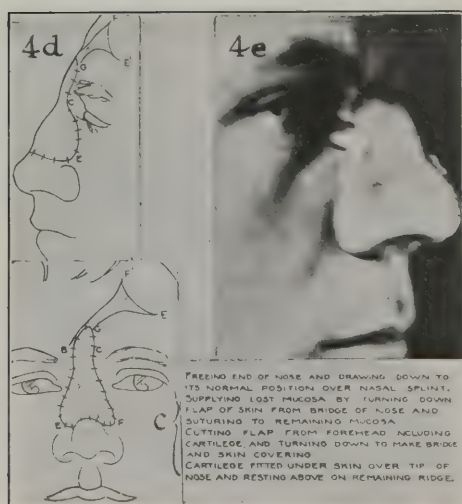 4d
4e
F
E
G
C
E
F
E
G
B
C
E
F
C
FREEING END OF NOSE AND DRAWING DOWN TO
ITS NORMAL POSITION OVER NASAL SPLINT.
SUPPLYING LOST MUCOSA BY TURNING DOWN
FLAP OF SKIN FROM BRIDGE OF NOSE AND
SUTURING TO REMAINING MUCOSA
CUTTING FLAP FROM FOREHEAD INCLUDING
CARTILEGE, AND TURNING DOWN TO MAKE BRIDGE
AND SKIN COVERING
CARTILEGE FITTED UNDER SKIN OVER TIP OF
NOSE AND RESTING ABOVE ON REMAINING RIDGE.